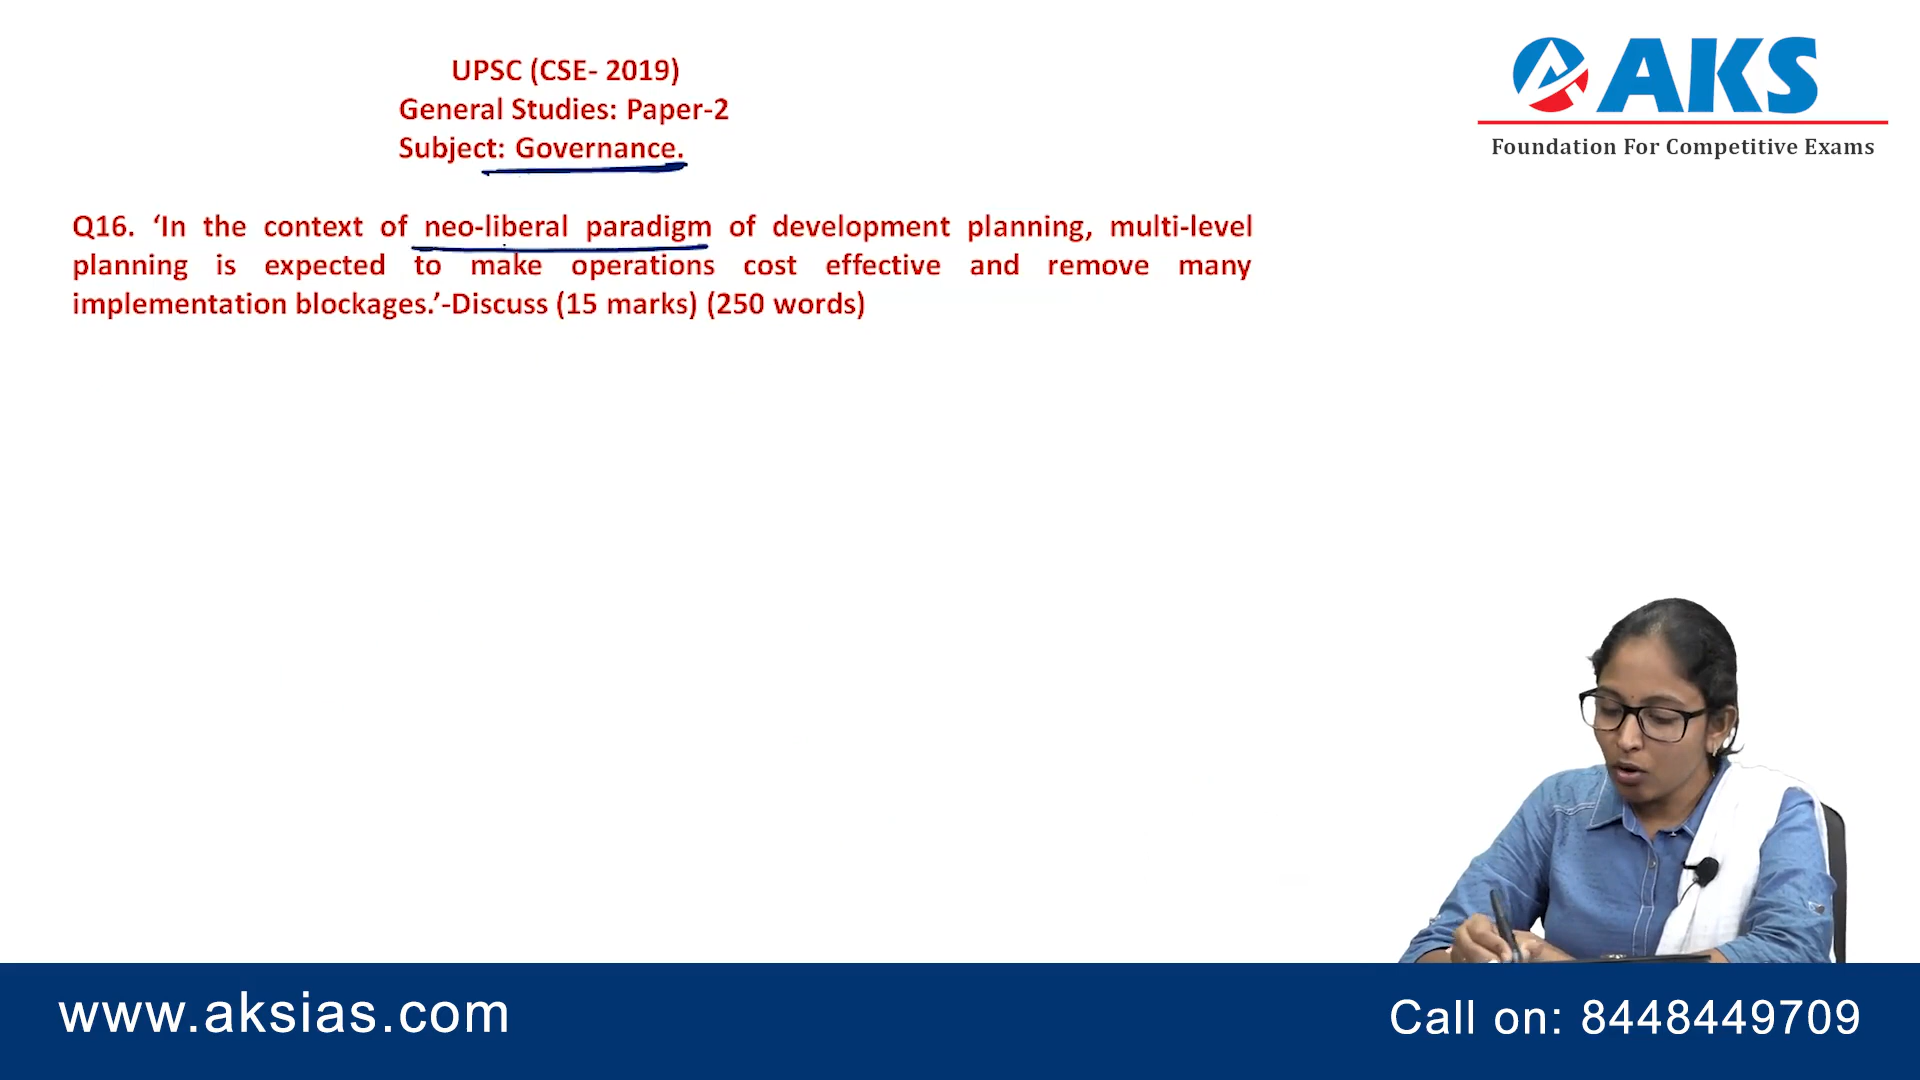 UPSC (CSE- 2019)
General Studies: Paper-2
Subject: Governance.
AKS
Foundation For Competitive Exams
Q16. ‘In the context of neo-liberal paradigm of development planning, multi-level
planning is expected to make operations cost effective and remove many
implementation blockages.’-Discuss (15 marks) (250 words)
www.aksias.com
Call on: 8448449709